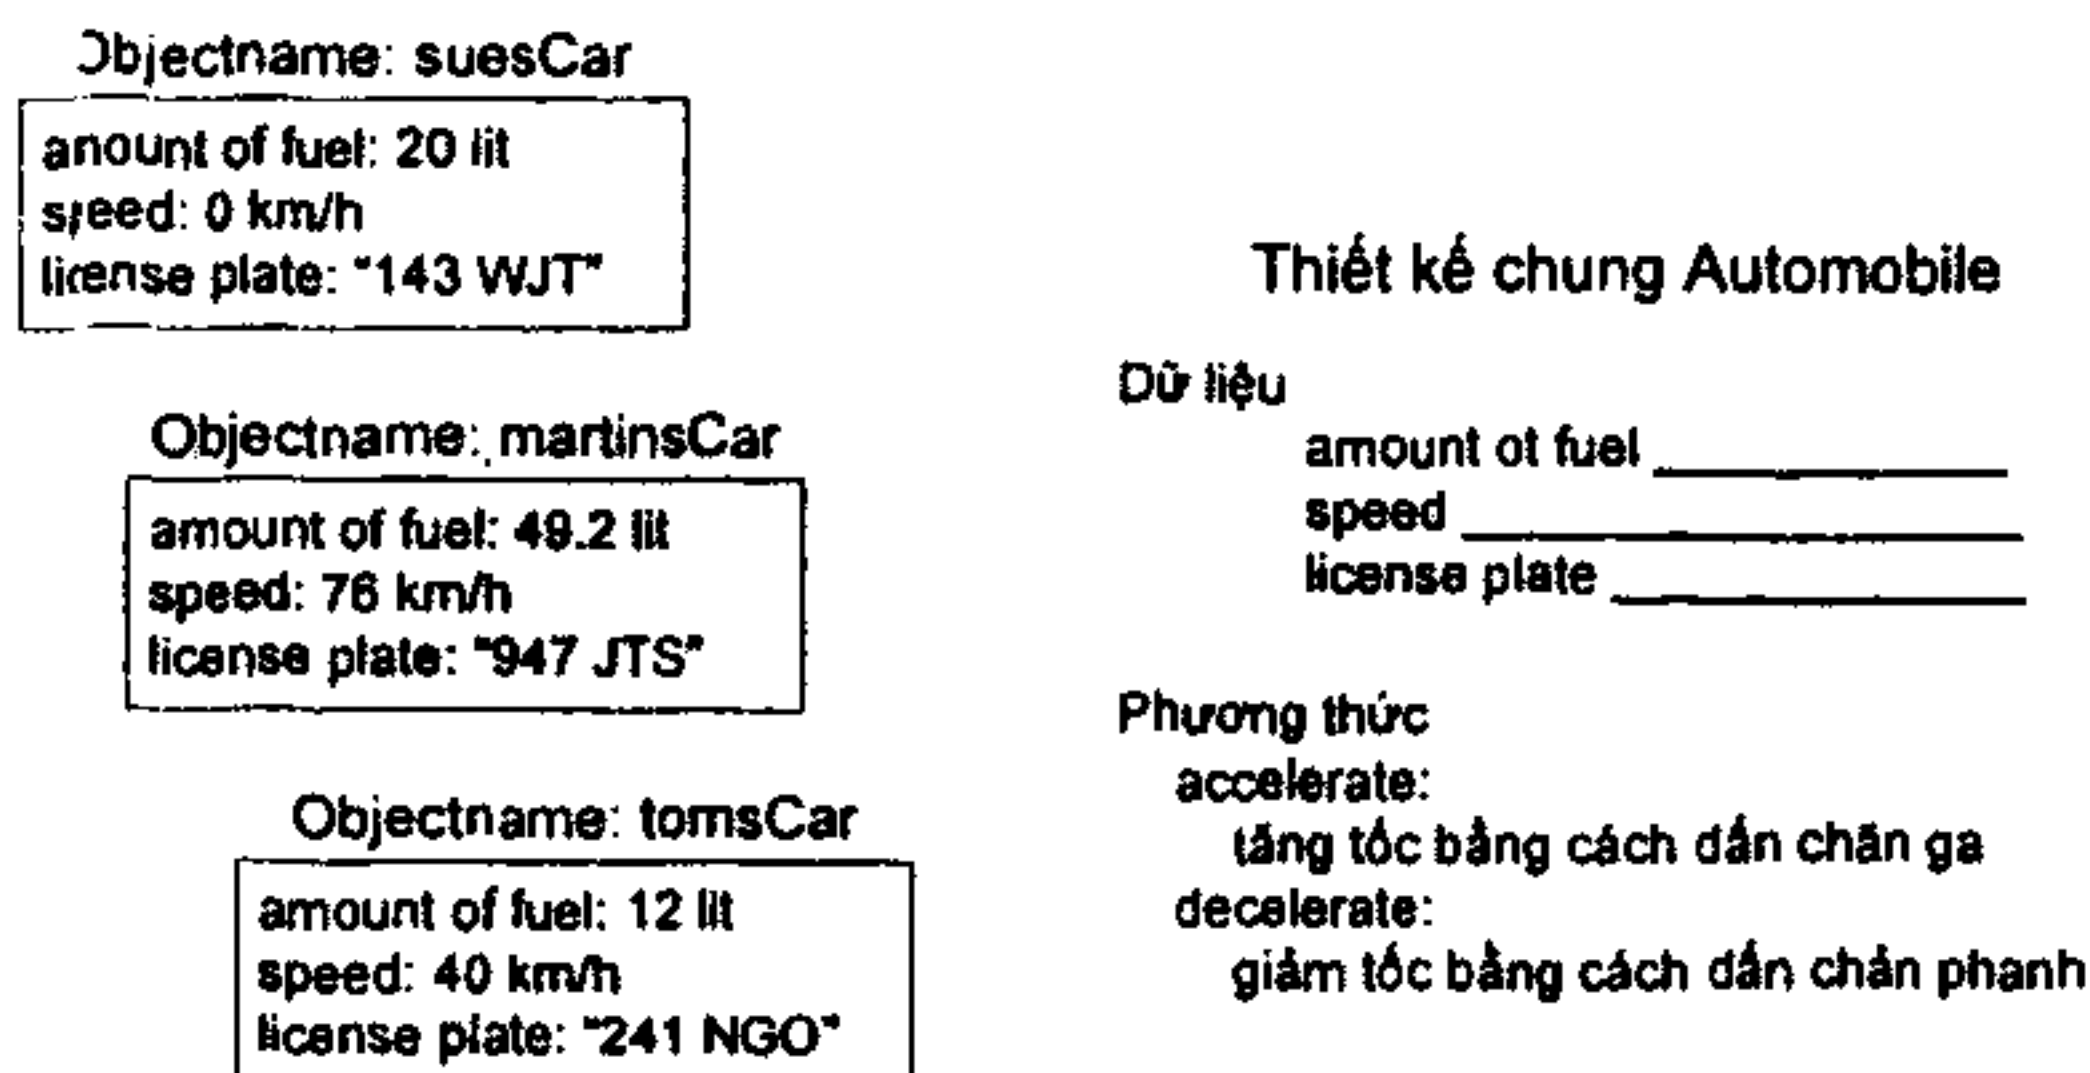 Objectname: suesCar
anount of fuel: 20 lit
speed: 0 km/h
license plate: "143 WJT"
Objectname: martinsCar
amount of fuel: 49.2 lit
speed: 76 km/h
license plate: "947 JTS"
Objectname: tomsCar
amount of fuel: 12 lit
speed: 40 km/h
license plate: "241 NGO"
Thiết kế chung Automobile
Dữ liệu
amount of fuel
speed
license plate
Phương thức
accelerate:
tăng tốc bằng cách dấn chân ga
decelerate:
giảm tốc bằng cách dấn chân phanh